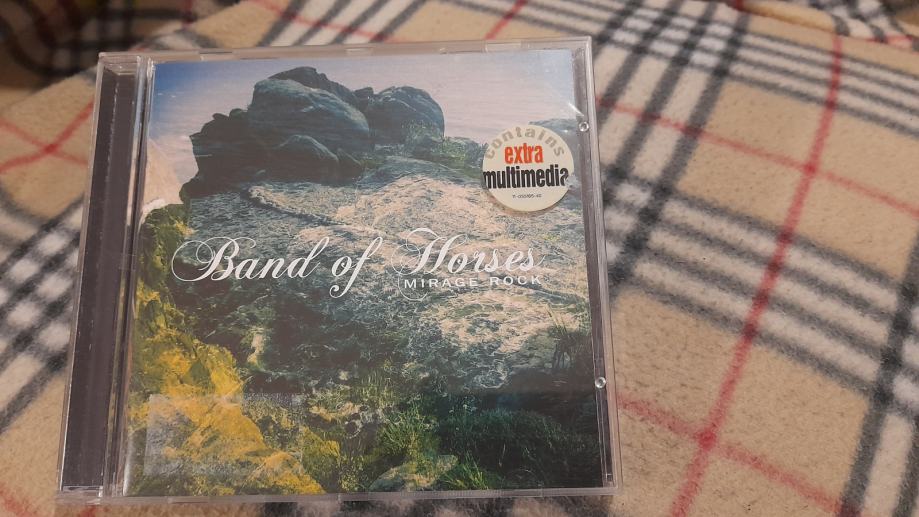 contains
extra
multimedia
Band of Horses
MIRAGE ROCK